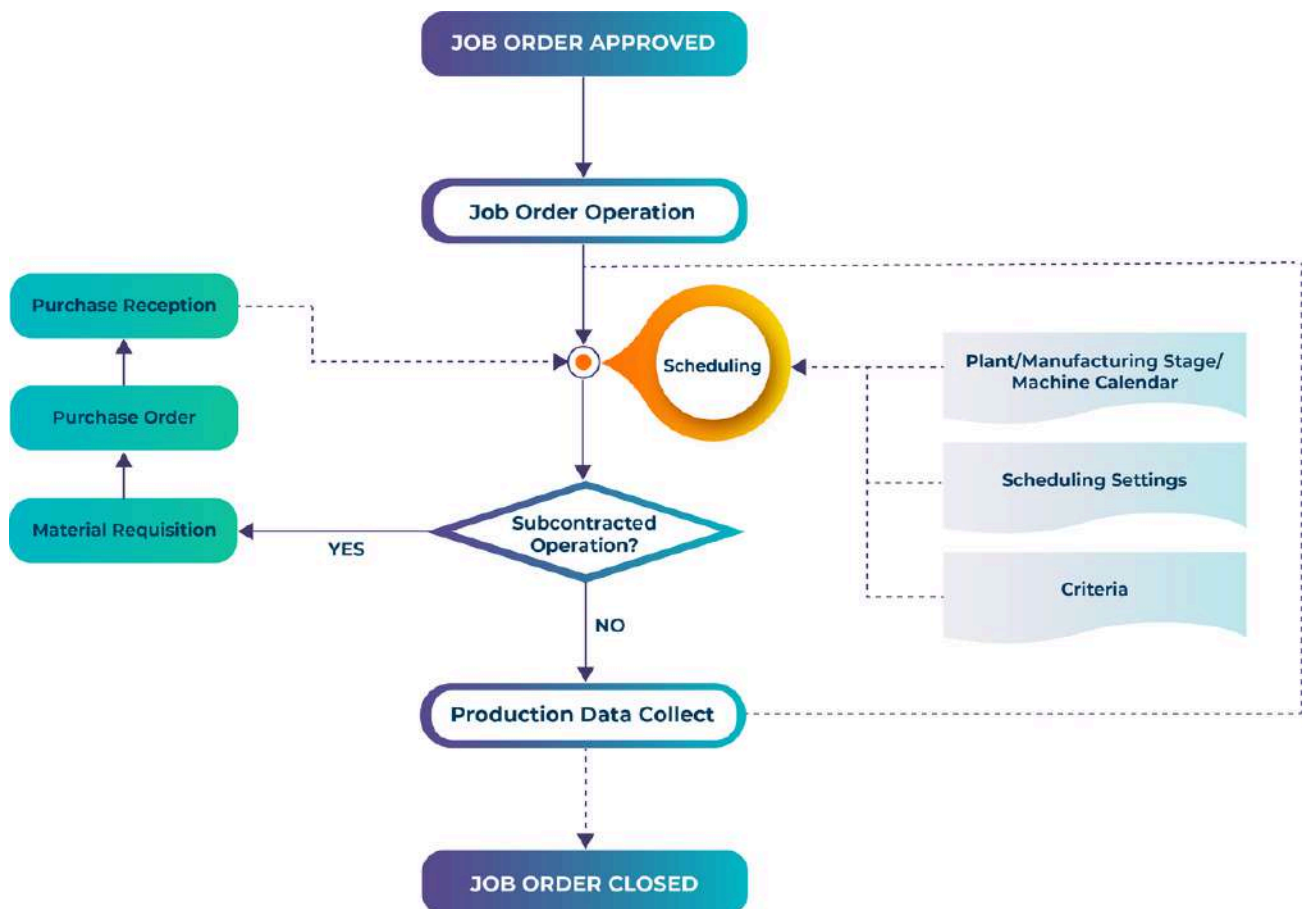 JOB ORDER APPROVED
Job Order Operation
Purchase Reception
Scheduling
Plant/Manufacturing Stage/
Machine Calendar
Purchase Order
Scheduling Settings
Material Requisition
YES
Subcontracted
Operation?
Criteria
NO
Production Data Collect
JOB ORDER CLOSED